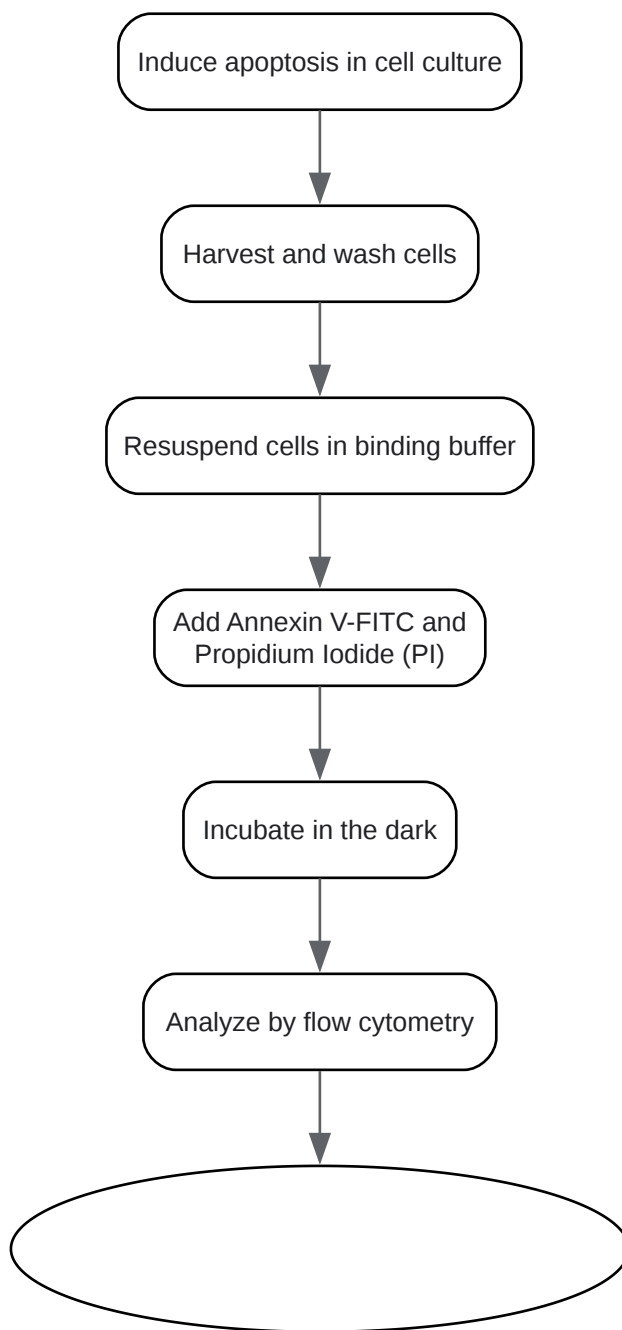 Induce apoptosis in cell culture
Harvest and wash cells
Resuspend cells in binding buffer
Add Annexin V-FITC and
Propidium Iodide (PI)
Incubate in the dark
Analyze by flow cytometry